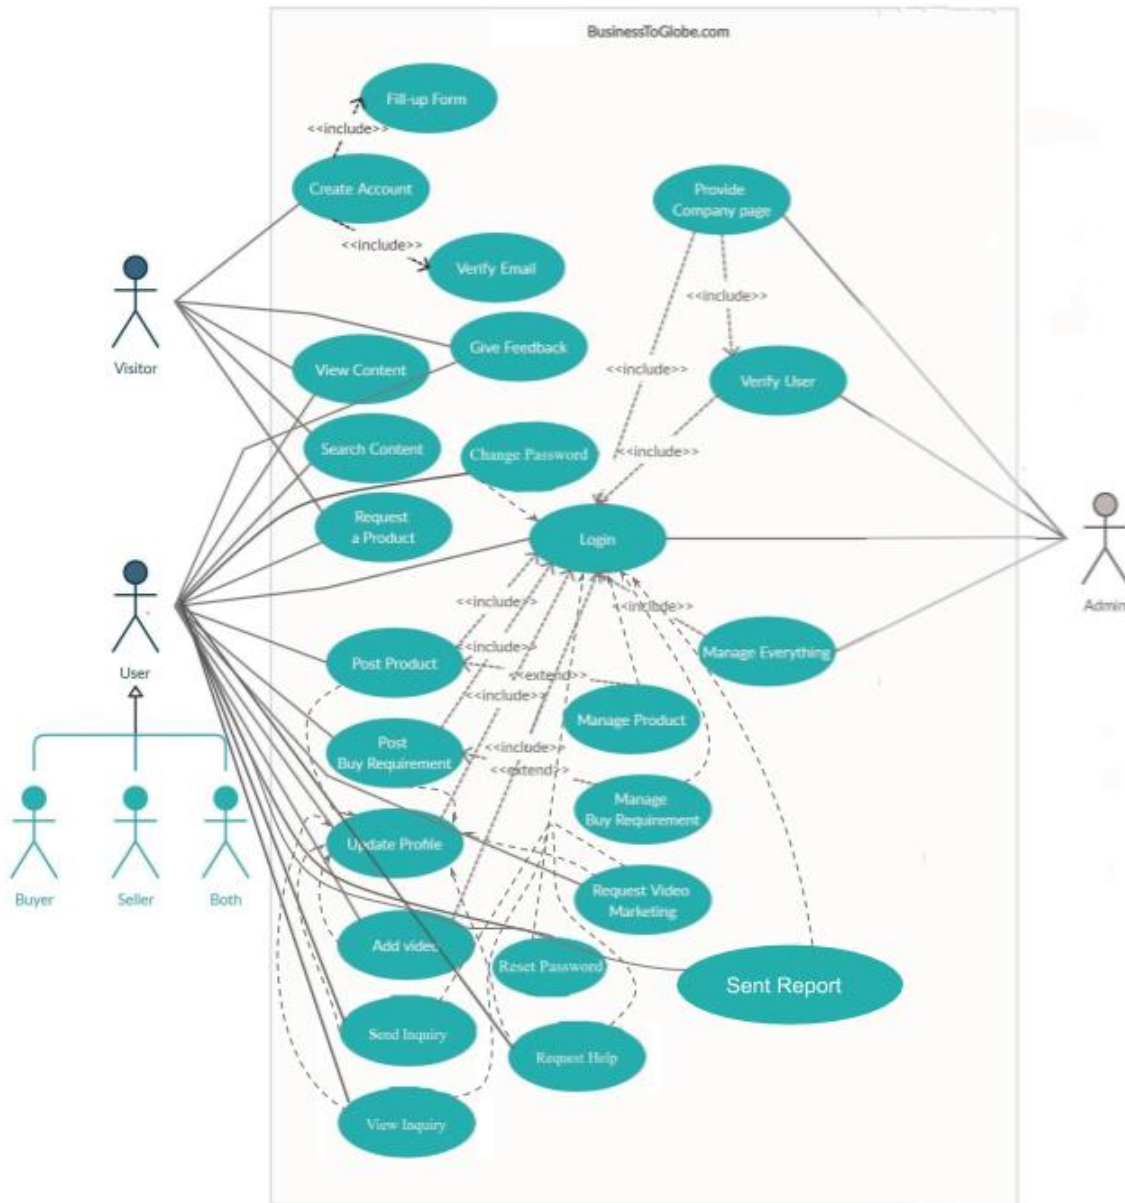 BusinessToGlobe.com
Fill-up Form
<<include>>
Create Account
Provide
Company page
<<include>>
Verify Email
<<include>>
Visitor
Give Feedback
View Content
<<include>>
Verify User
Search Content
Change Password
<<include>>
Request
a Product
Login
Admin
<<include>>
<<include>>
<<include>>
Manage Everything
User
Post Product
<<extend>>
<<include>>
Manage Product
Post
Buy Requirement
<<include>>
<<extend>>
Manage
Buy Requirement
Update Profile
Buyer
Seller
Both
Request Video
Marketing
Add video
Reset Password
Sent Report
Send Inquiry
Request Help
View Inquiry